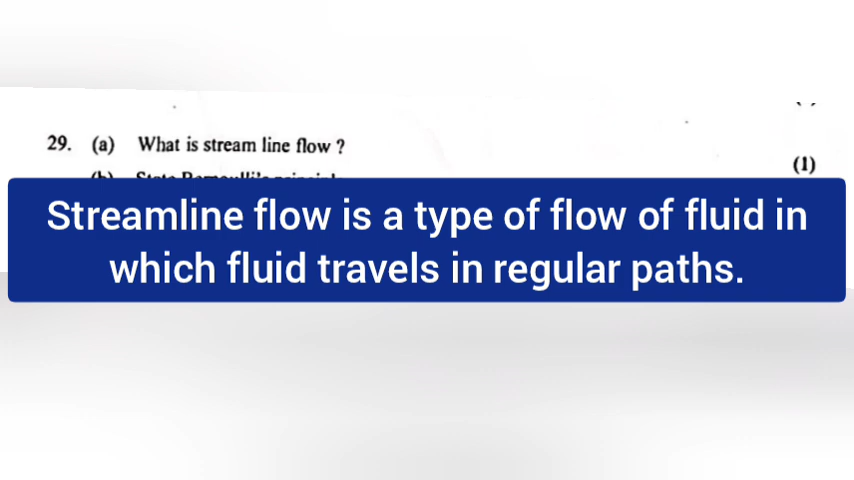 29. (a) What is stream line flow ?
(1)
Streamline flow is a type of flow of fluid in
which fluid travels in regular paths.